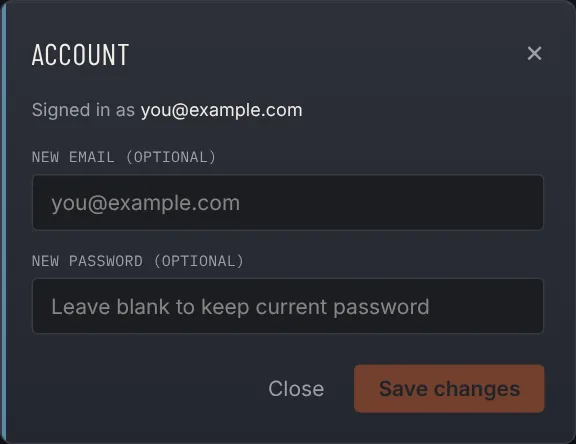 ACCOUNT
Signed in as you@example.com
NEW EMAIL (OPTIONAL)
you@example.com
NEW PASSWORD (OPTIONAL)
Leave blank to keep current password
Close Save changes